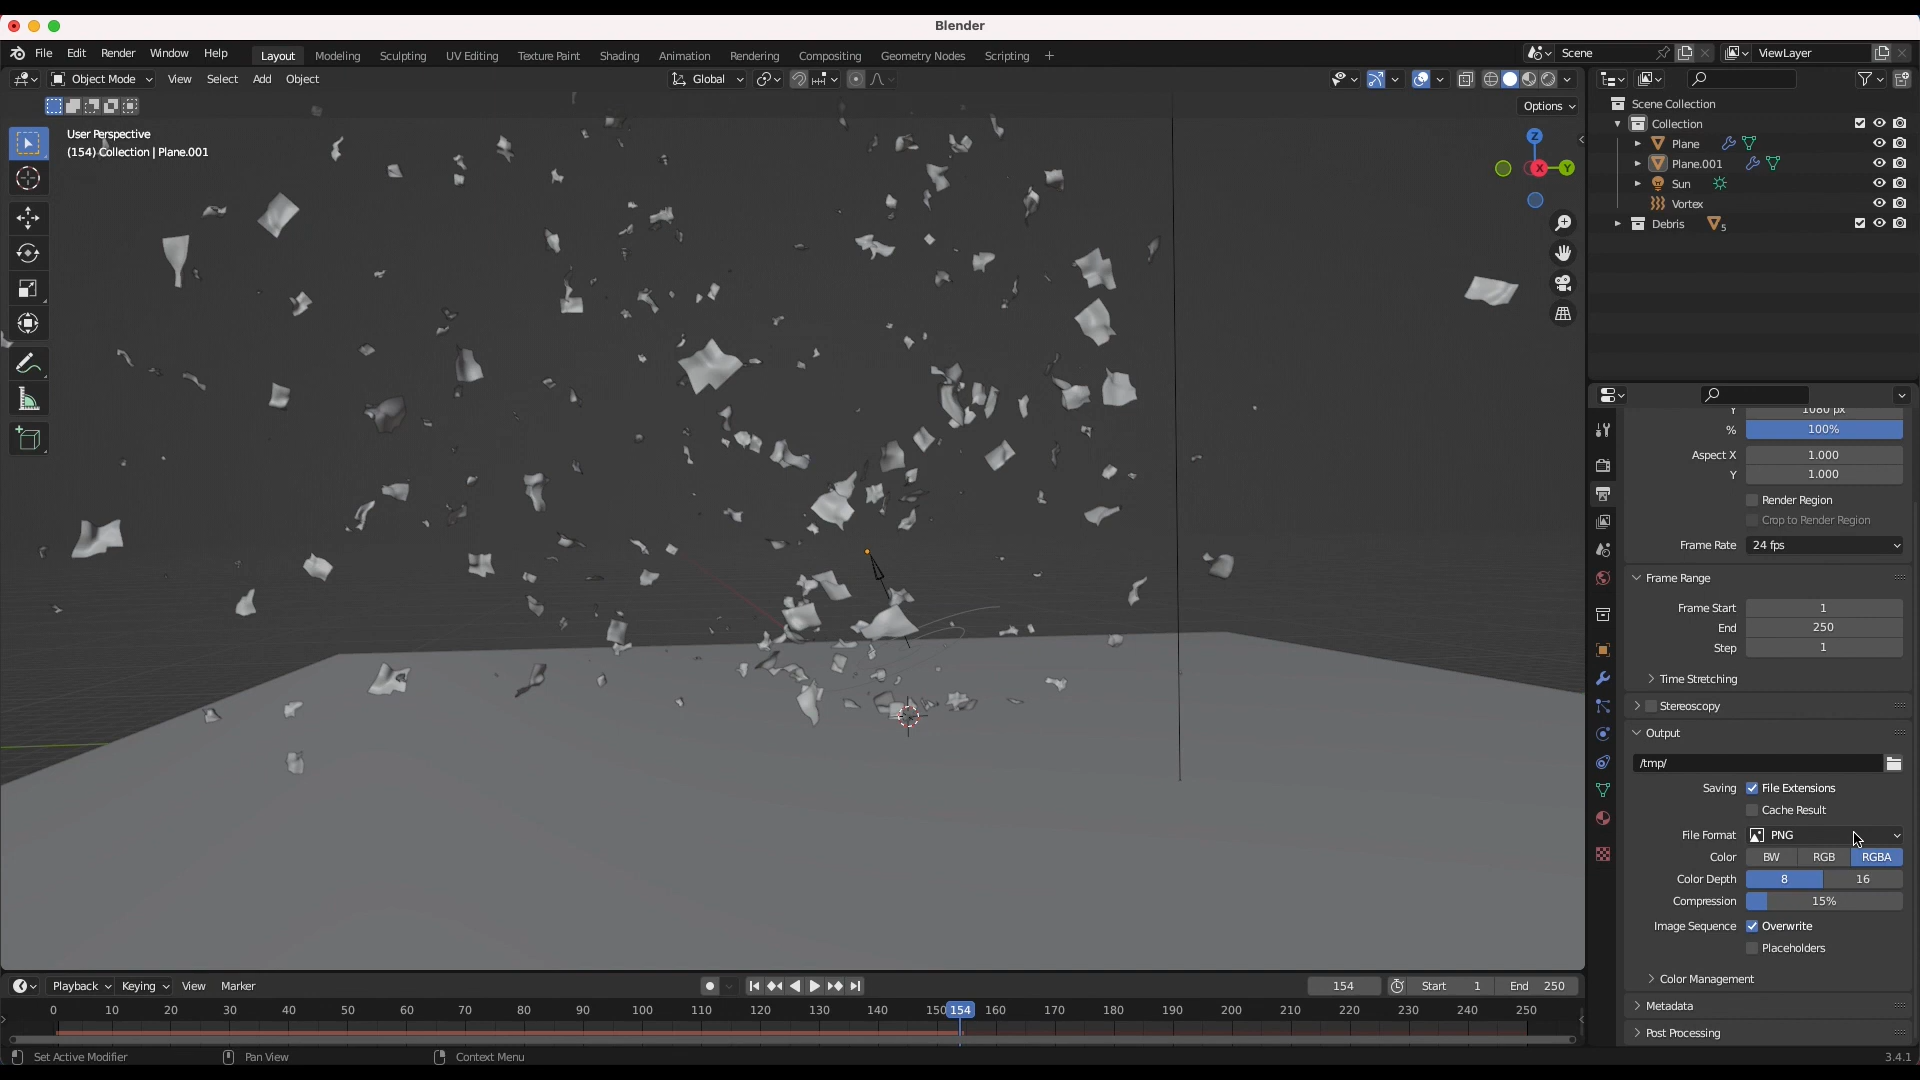 Blender
File Edit Render Window Help Layout Modeling Sculpting UV Editing Texture Paint Shading Animation Rendering Compositing Geometry Nodes Scripting + Scene ViewLayer
Object Mode View Select Add Object Global
Options
User Perspective
(154) Collection | Plane.001
Z
X Y
Scene Collection
Collection
Plane
Plane.001
Sun
Vortex
Debris 5
Y 1080 px
% 100%
Aspect X 1.000
Y 1.000
Render Region
Crop to Render Region
Frame Rate 24 fps
Frame Range
Frame Start 1
End 250
Step 1
Time Stretching
Stereoscopy
Output
/tmp/
Saving File Extensions
Cache Result
File Format PNG
Color BW RGB RGBA
Color Depth 8 16
Compression 15%
Image Sequence Overwrite
Placeholders
Color Management
Metadata
Post Processing
Playback Keying View Marker 154 Start 1 End 250
0 10 20 30 40 50 60 70 80 90 100 110 120 130 140 150 154 160 170 180 190 200 210 220 230 240 250
Set Active Modifier Pan View Context Menu 3.4.1